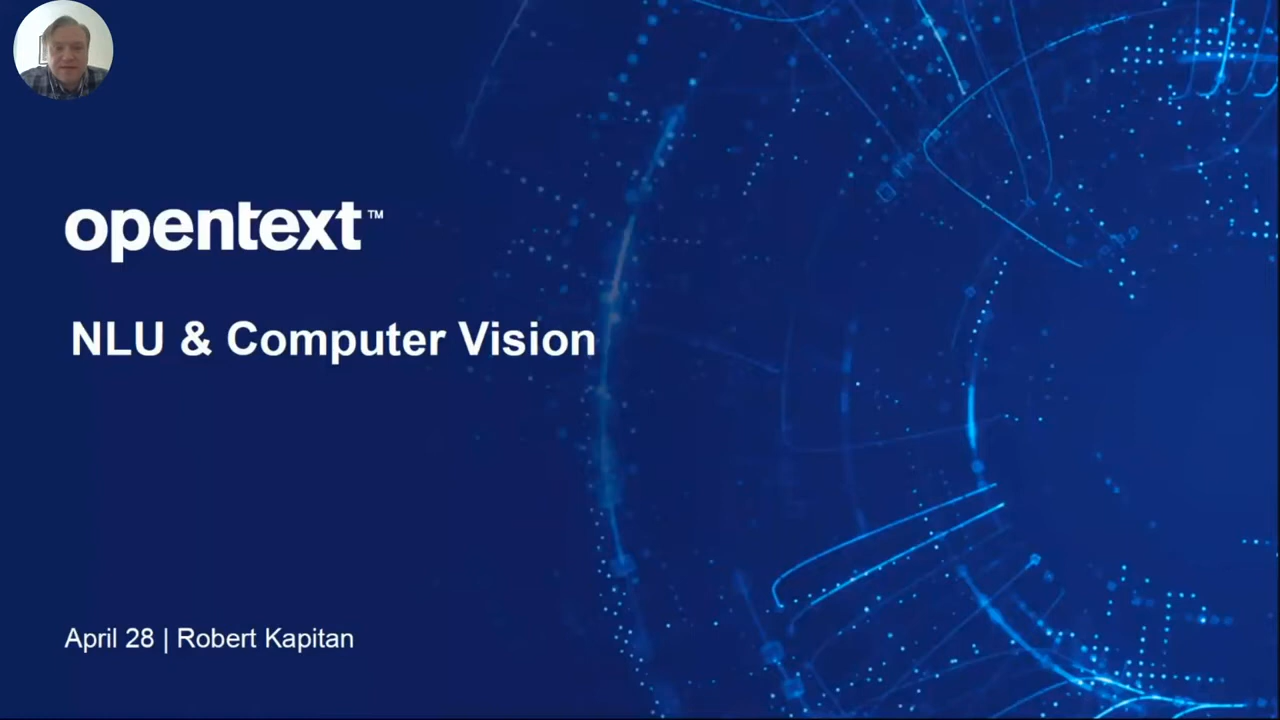 opentext™
NLU & Computer Vision
April 28 | Robert Kapitan